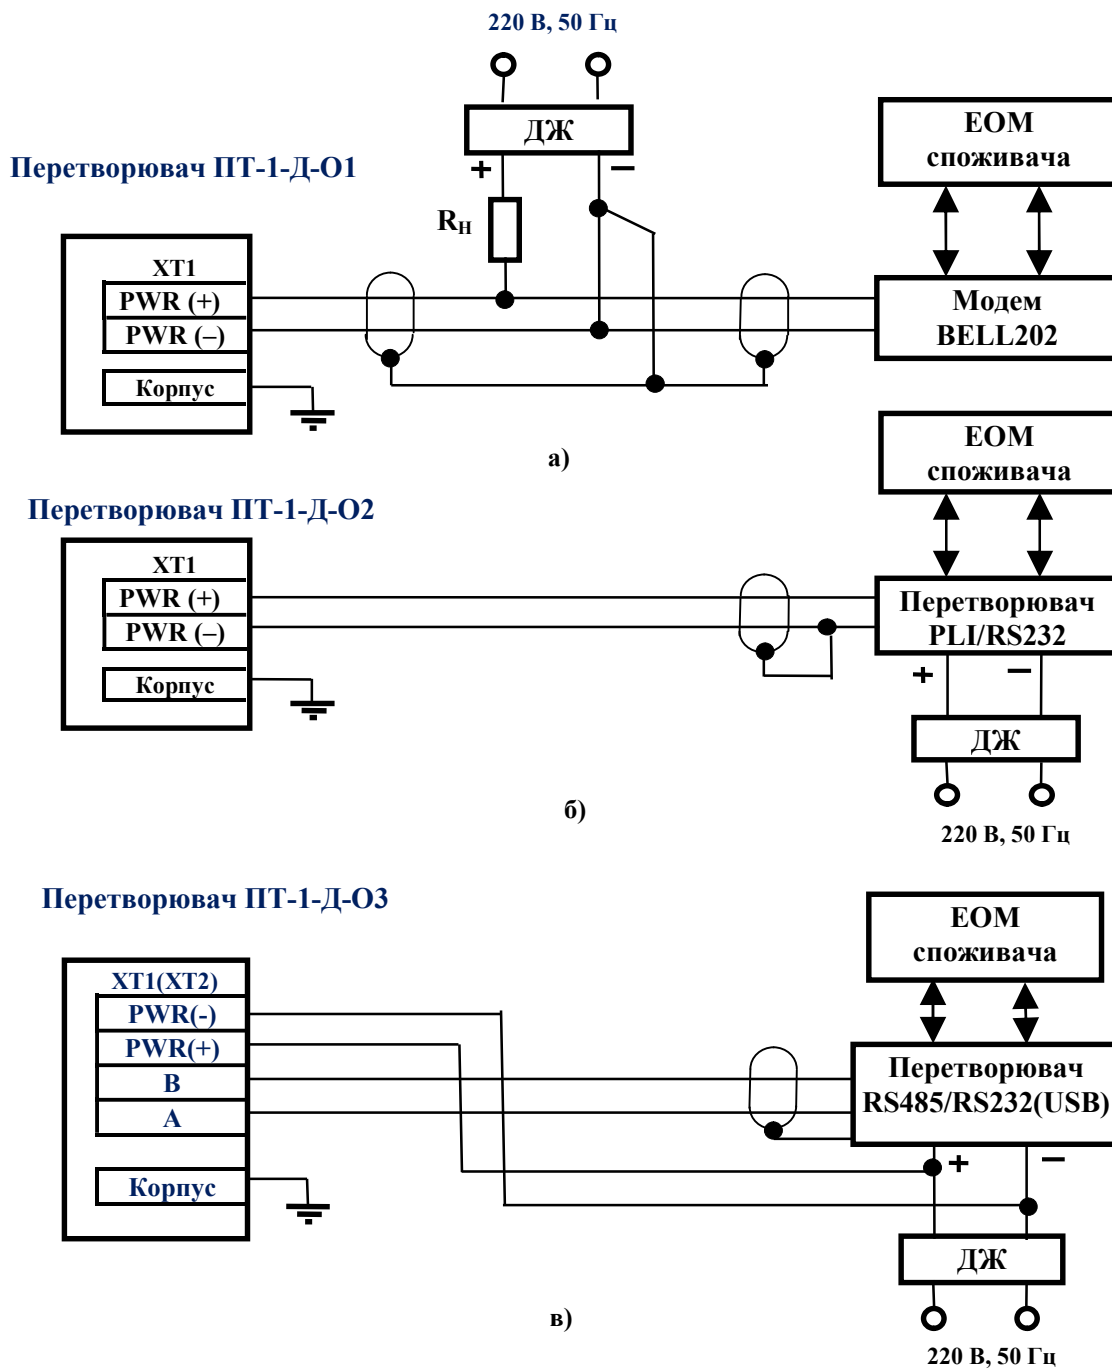 220 В, 50 Гц
ДЖ
+ –
ЕОМ
споживача
Перетворювач ПТ-1-Д-О1
RН
XT1
PWR (+)
PWR (–)
Корпус
Модем
BELL202
а)
ЕОМ
споживача
Перетворювач ПТ-1-Д-О2
XT1
PWR (+)
PWR (–)
Корпус
Перетворювач
PLI/RS232
+ –
ДЖ
220 В, 50 Гц
б)
Перетворювач ПТ-1-Д-О3
ЕОМ
споживача
XT1(XT2)
PWR(-)
PWR(+)
B
A
Корпус
Перетворювач
RS485/RS232(USB)
+ –
ДЖ
220 В, 50 Гц
в)